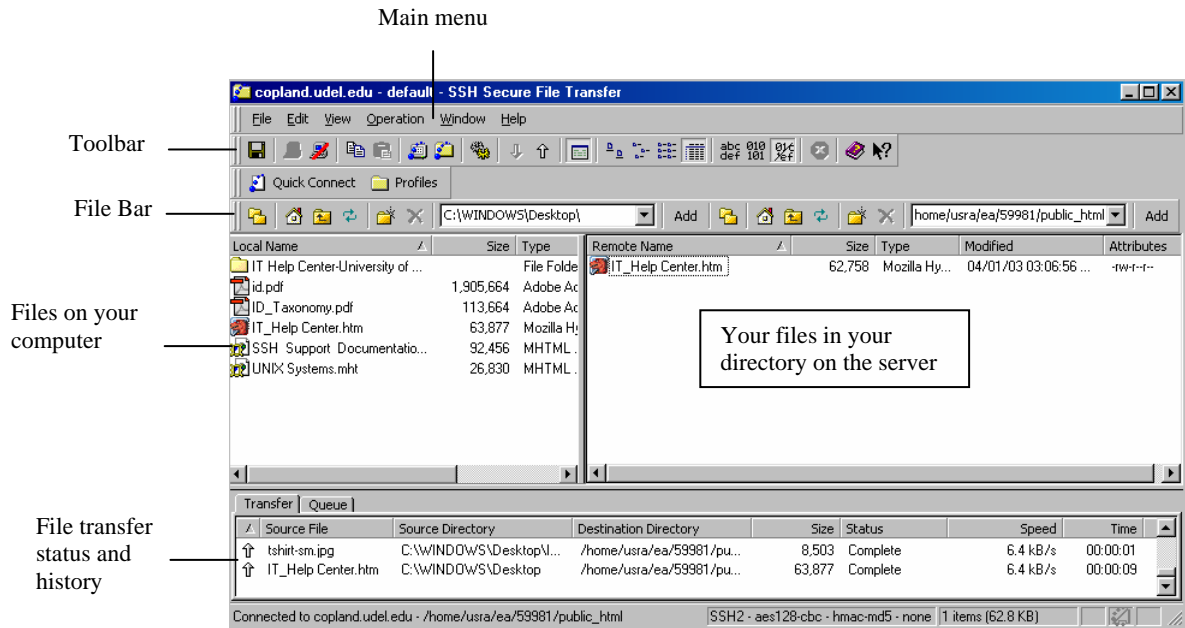 Main menu
copland.udel.edu - default - SSH Secure File Transfer
File Edit View Operation Window Help
Toolbar
abc def 010 101
Quick Connect Profiles
File Bar
C:\WINDOWS\Desktop\ Add home/usra/ea/59981/public_html Add
Local Name Size Type Remote Name Size Type Modified Attributes
IT Help Center-University of ... File Folde IT_Help Center.htm 62,758 Mozilla Hy... 04/01/03 03:06:56 ... -rw-r--r--
id.pdf 1,905,664 Adobe Ac
ID_Taxonomy.pdf 113,664 Adobe Ac
IT_Help Center.htm 63,877 Mozilla Hy
SSH Support Documentatio... 92,456 MHTML .
UNIX Systems.mht 26,830 MHTML .
Files on your
computer
Your files in your
directory on the server
Transfer Queue
Source File Source Directory Destination Directory Size Status Speed Time
tshirt-sm.jpg C:\WINDOWS\Desktop\I... /home/usra/ea/59981/pu... 8,503 Complete 6.4 kB/s 00:00:01
IT_Help Center.htm C:\WINDOWS\Desktop /home/usra/ea/59981/pu... 63,877 Complete 6.4 kB/s 00:00:09
File transfer
status and
history
Connected to copland.udel.edu - /home/usra/ea/59981/public_html SSH2 - aes128-cbc - hmac-md5 - none 1 items (62.8 KB)